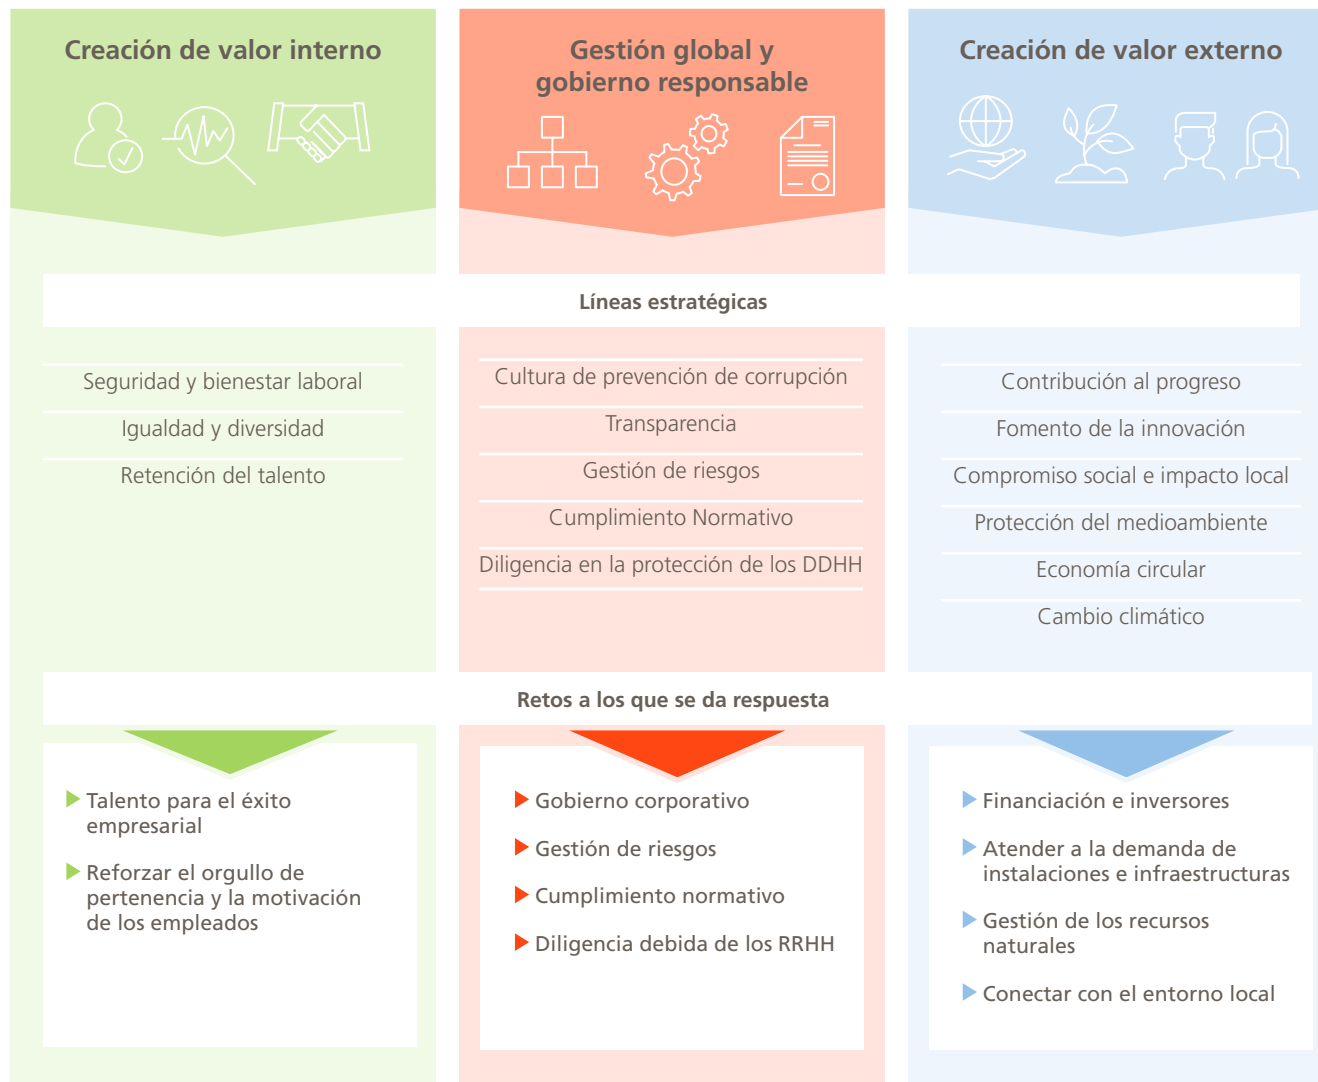 Creación de valor interno
Gestión global y
gobierno responsable
Creación de valor externo
Líneas estratégicas
Seguridad y bienestar laboral
Igualdad y diversidad
Retención del talento
Cultura de prevención de corrupción
Transparencia
Gestión de riesgos
Cumplimiento Normativo
Diligencia en la protección de los DDHH
Contribución al progreso
Fomento de la innovación
Compromiso social e impacto local
Protección del medioambiente
Economía circular
Cambio climático
Retos a los que se da respuesta
Talento para el éxito
empresarial
Reforzar el orgullo de
pertenencia y la motivación
de los empleados
Gobierno corporativo
Gestión de riesgos
Cumplimiento normativo
Diligencia debida de los RRHH
Financiación e inversores
Atender a la demanda de
instalaciones e infraestructuras
Gestión de los recursos
naturales
Conectar con el entorno local